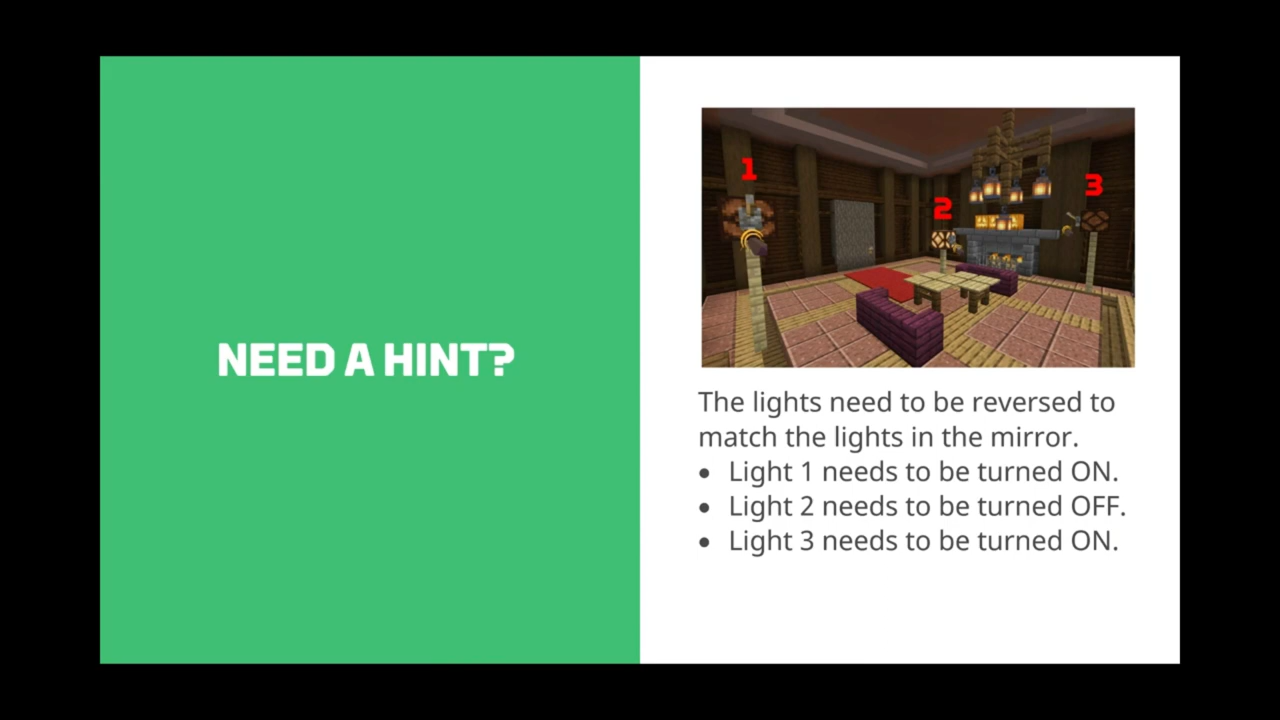 NEED A HINT?
1
2
3
The lights need to be reversed to
match the lights in the mirror.
• Light 1 needs to be turned ON.
• Light 2 needs to be turned OFF.
• Light 3 needs to be turned ON.